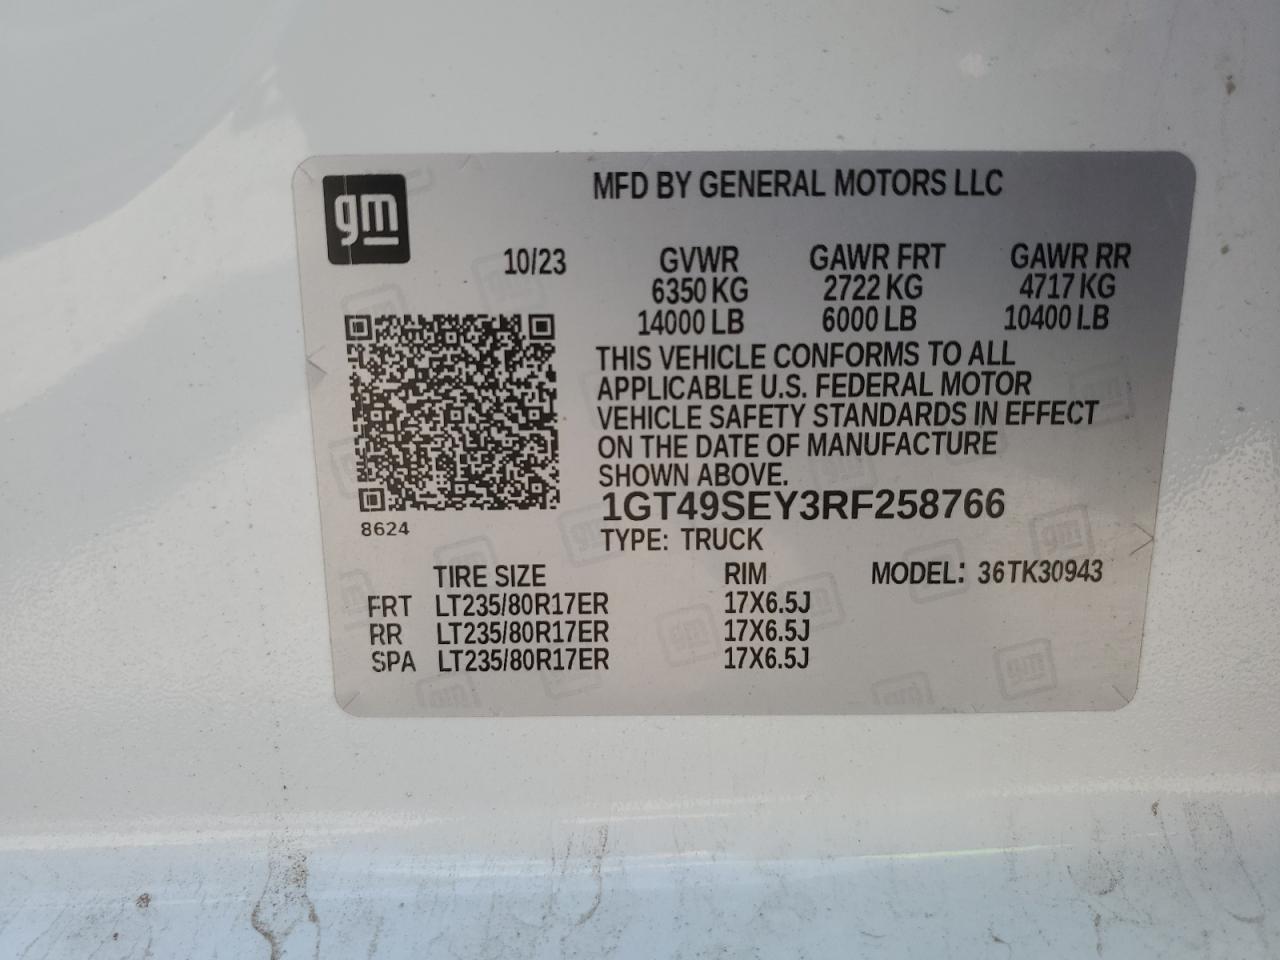 gm
MFD BY GENERAL MOTORS LLC
10/23 GVWR GAWR FRT GAWR RR
6350 KG 2722 KG 4717 KG
14000 LB 6000 LB 10400 LB
THIS VEHICLE CONFORMS TO ALL
APPLICABLE U.S. FEDERAL MOTOR
VEHICLE SAFETY STANDARDS IN EFFECT
ON THE DATE OF MANUFACTURE
SHOWN ABOVE.
1GT49SEY3RF258766
8624
TYPE: TRUCK
TIRE SIZE RIM MODEL: 36TK30943
FRT LT235/80R17ER 17X6.5J
RR LT235/80R17ER 17X6.5J
SPA LT235/80R17ER 17X6.5J